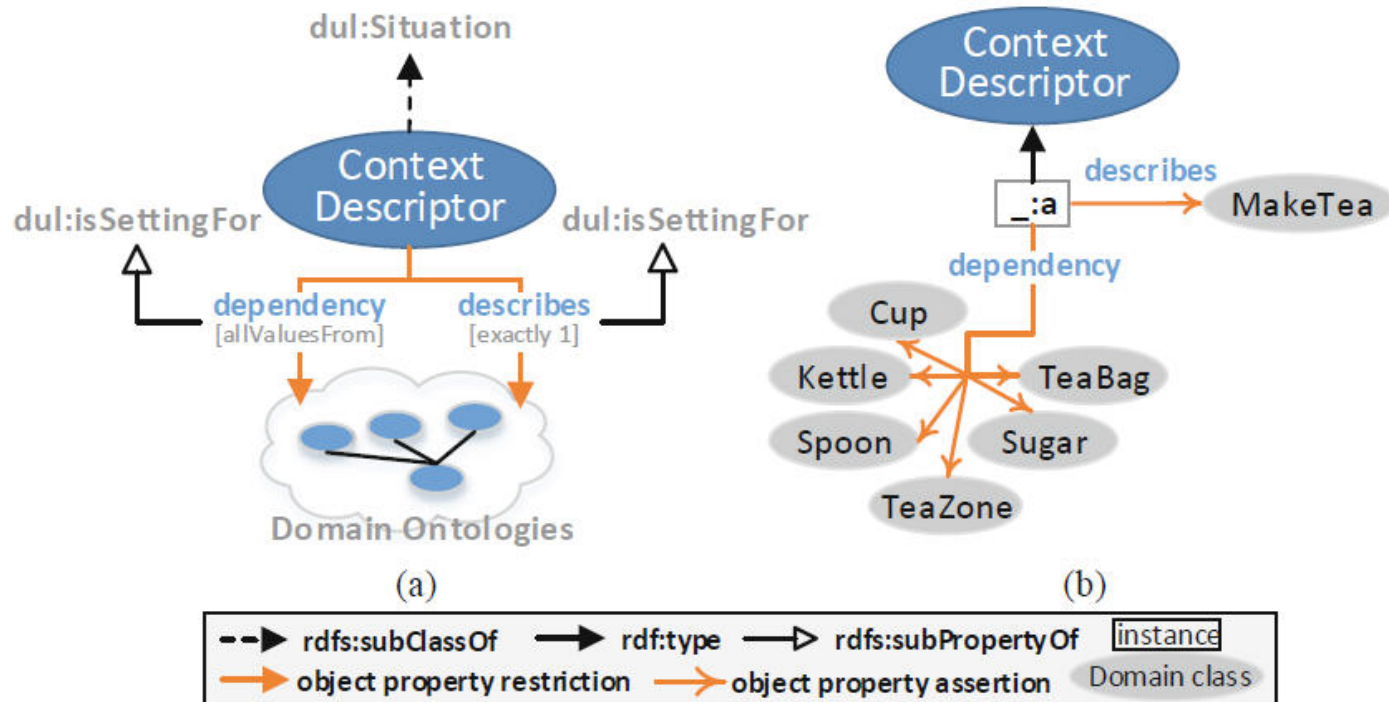 dul:Situation
Context
Descriptor
dul:isSettingFor
dul:isSettingFor
dependency
[allValuesFrom]
describes
[exactly 1]
Domain Ontologies
(a)
Context
Descriptor
describes
_:a
MakeTea
dependency
Cup
Kettle
TeaBag
Spoon
Sugar
TeaZone
(b)
rdfs:subClassOf
rdf:type
rdfs:subPropertyOf
instance
object property restriction
object property assertion
Domain class